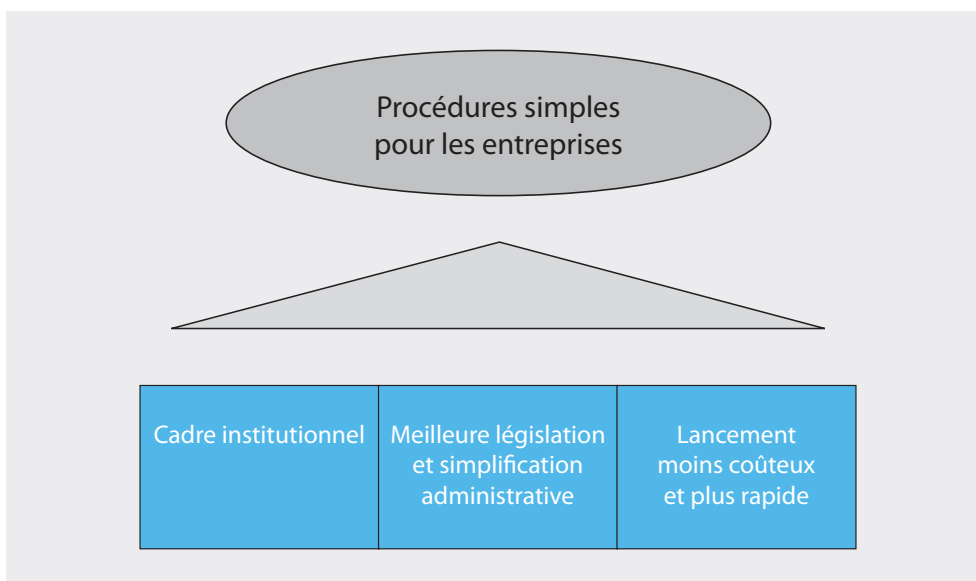 Procédures simples
pour les entreprises
Cadre institutionnel
Meilleure législation
et simplification
administrative
Lancement
moins coûteux
et plus rapide